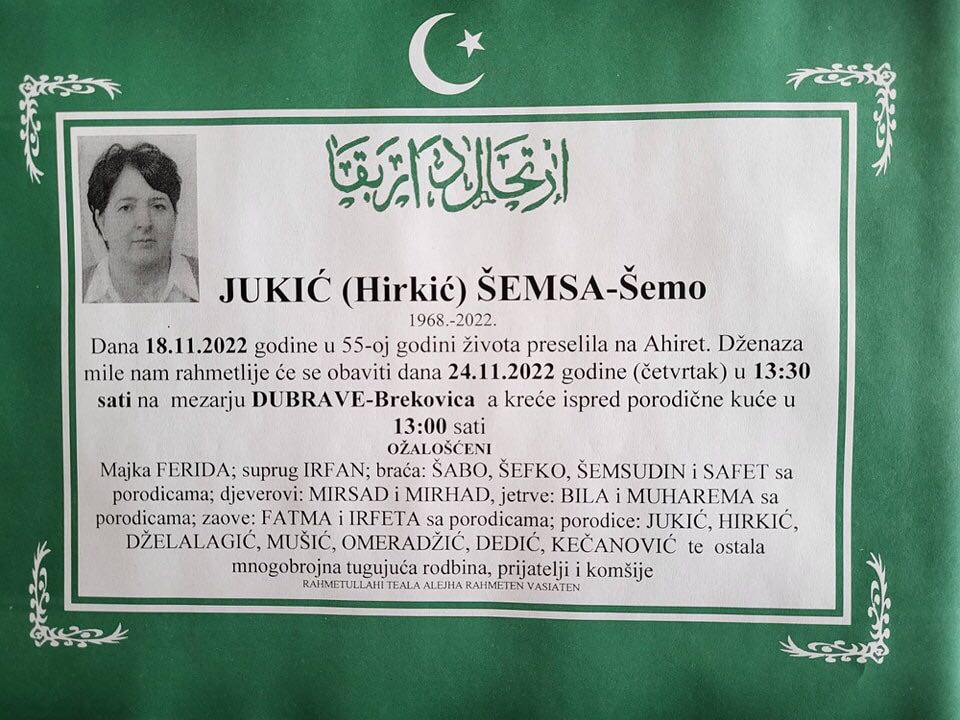 JUKIĆ (Hirkić) ŠEMSA-Šemo
1968.-2022.
Dana 18.11.2022 godine u 55-oj godini života preselila na Ahiret. Dženaza
mile nam rahmetlije će se obaviti dana 24.11.2022 godine (četvrtak) u 13:30
sati na mezarju DUBRAVE-Brekovica a kreće ispred porodične kuće u
13:00 sati
OŽALOŠĆENI
Majka FERIDA; suprug IRFAN; braća: ŠABO, ŠEFKO, ŠEMSUDIN i SAFET sa
porodicama; djeverovi: MIRSAD i MIRHAD, jetrve: BILA i MUHAREMA sa
porodicama; zaove: FATMA i IRFETA sa porodicama; porodice: JUKIĆ, HIRKIĆ,
DŽELALAGIĆ, MUŠIĆ, OMERADŽIĆ, DEDIĆ, KEČANOVIĆ te ostala
mnogobrojna tugujuća rodbina, prijatelji i komšije
RAHMETULLAHI TEALA ALEJHA RAHMETEN VASIATEN